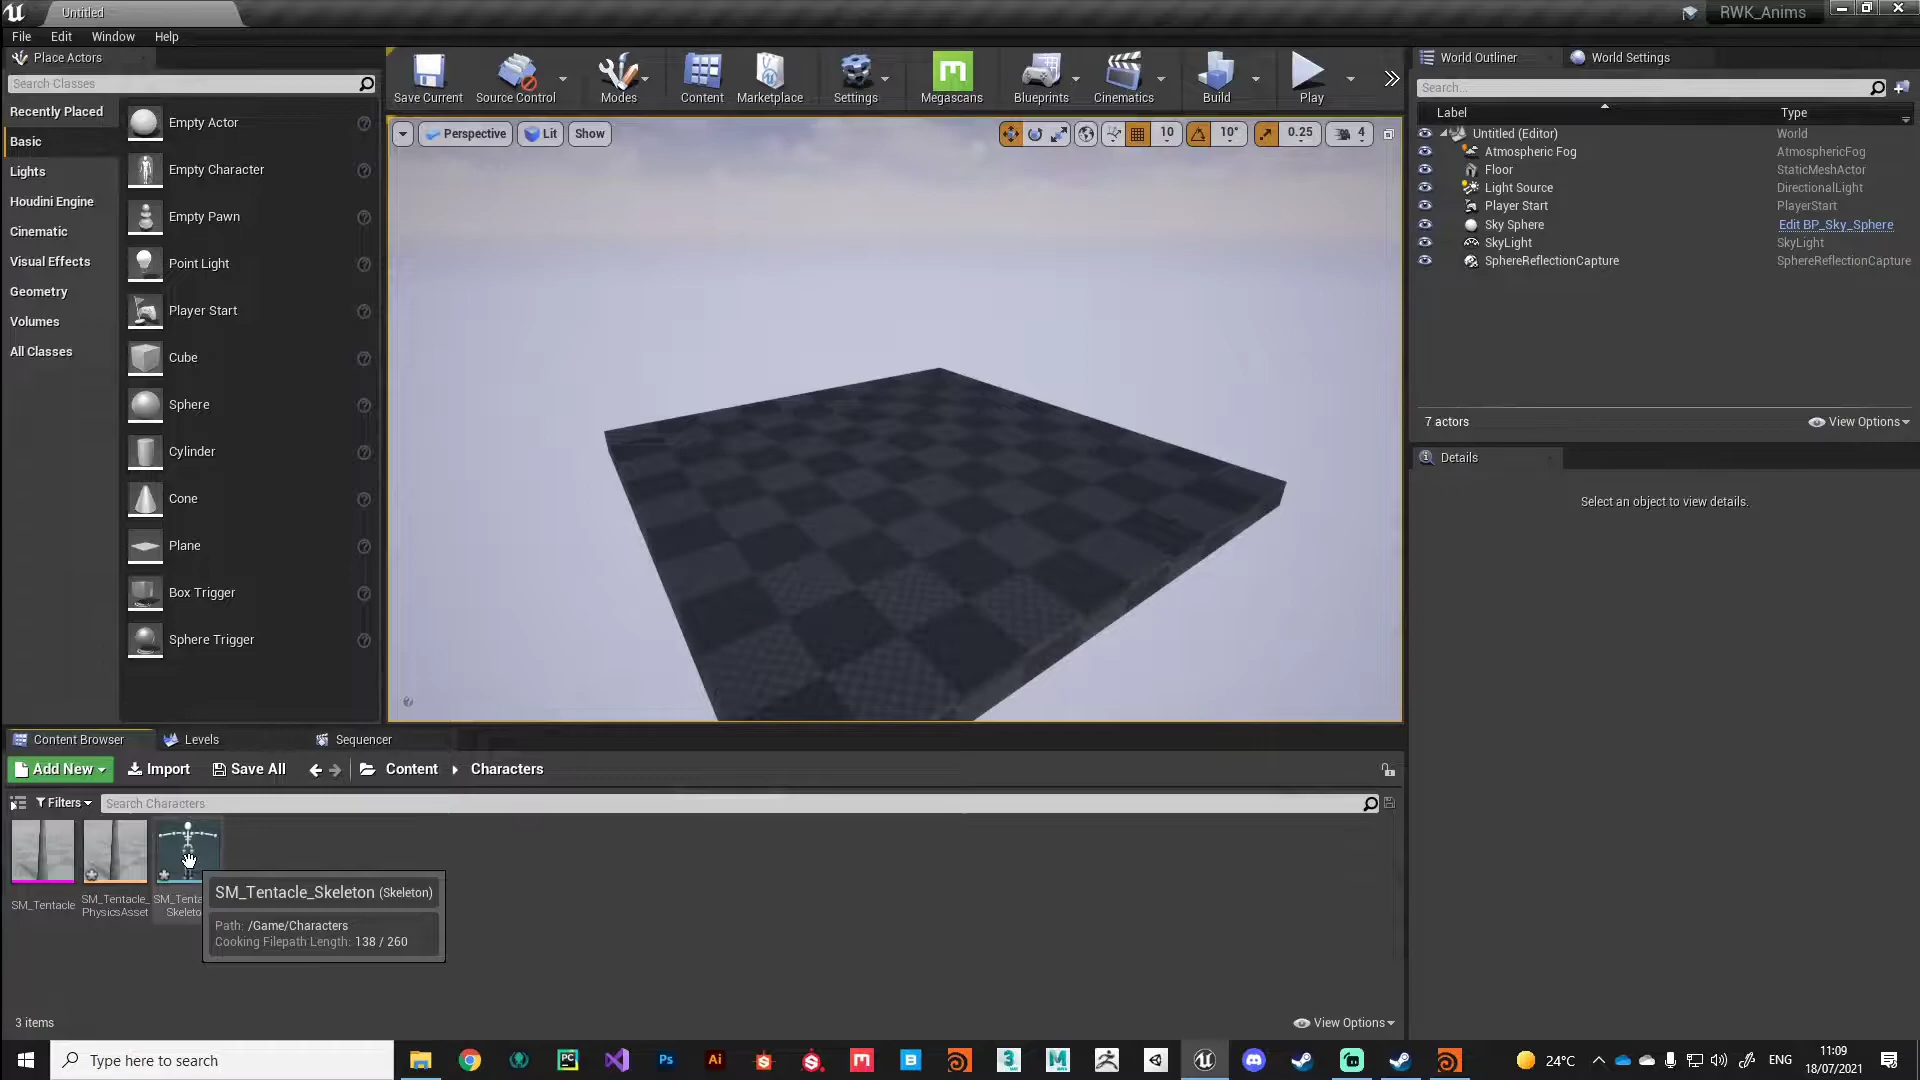 Untitled
RWK_Anims
File Edit Window Help
Place Actors
Search Classes
Recently Placed
Basic
Lights
Houdini Engine
Cinematic
Visual Effects
Geometry
Volumes
All Classes
Empty Actor
Empty Character
Empty Pawn
Point Light
Player Start
Cube
Sphere
Cylinder
Cone
Plane
Box Trigger
Sphere Trigger
Save Current Source Control Modes Content Marketplace Settings Megascans Blueprints Cinematics Build Play
Perspective Lit Show 10 10° 0.25 4
World Outliner World Settings
Search...
Label Type
Untitled (Editor) World
Atmospheric Fog AtmosphericFog
Floor StaticMeshActor
Light Source DirectionalLight
Player Start PlayerStart
Sky Sphere Edit BP_Sky_Sphere
SkyLight SkyLight
SphereReflectionCapture SphereReflectionCapture
7 actors View Options
Details
Select an object to view details.
Content Browser Levels Sequencer
Add New Import Save All Content Characters
Filters Search Characters
SM_Tentacle
SM_Tentacle_
PhysicsAsset
SM_Tentacle_Skeleton (Skeleton)
Path: /Game/Characters
Cooking Filepath Length: 138 / 260
3 items View Options
Type here to search
24°C ENG
11:09
18/07/2021